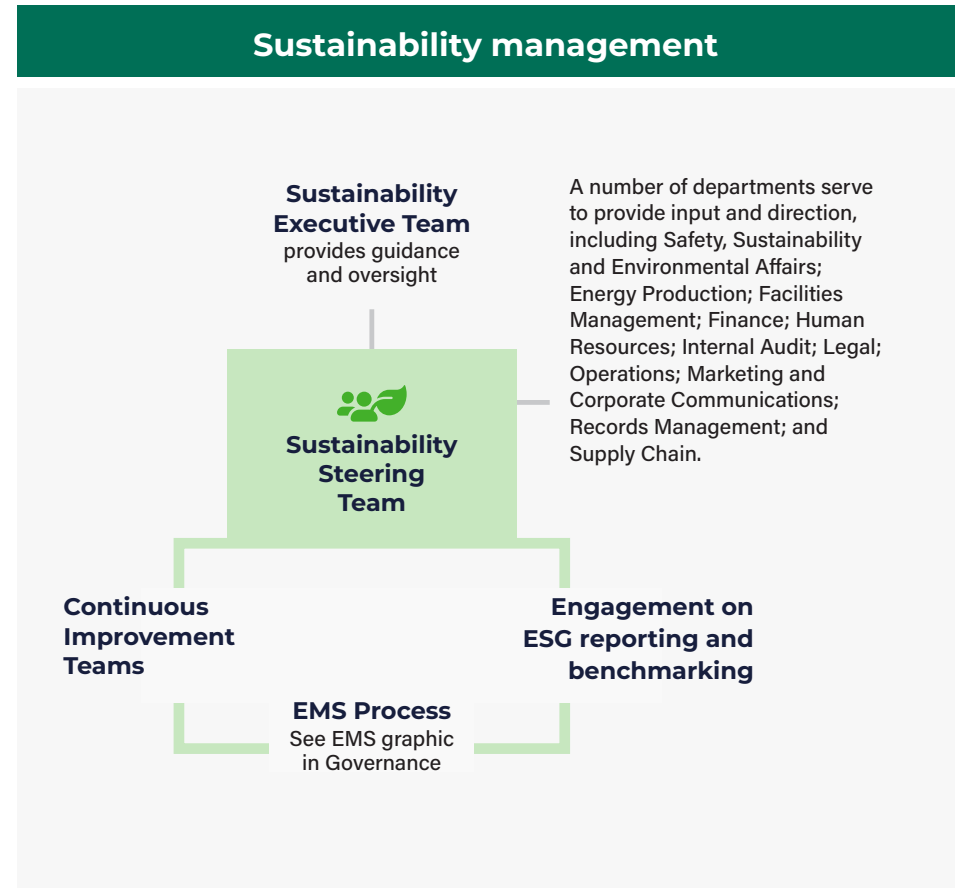 Sustainability management
Sustainability
Executive Team
provides guidance
and oversight
A number of departments serve
to provide input and direction,
including Safety, Sustainability
and Environmental Affairs;
Energy Production; Facilities
Management; Finance; Human
Resources; Internal Audit; Legal;
Operations; Marketing and
Corporate Communications;
Records Management; and
Supply Chain.
Sustainability
Steering
Team
Continuous
Improvement
Teams
Engagement on
ESG reporting and
benchmarking
EMS Process
See EMS graphic
in Governance